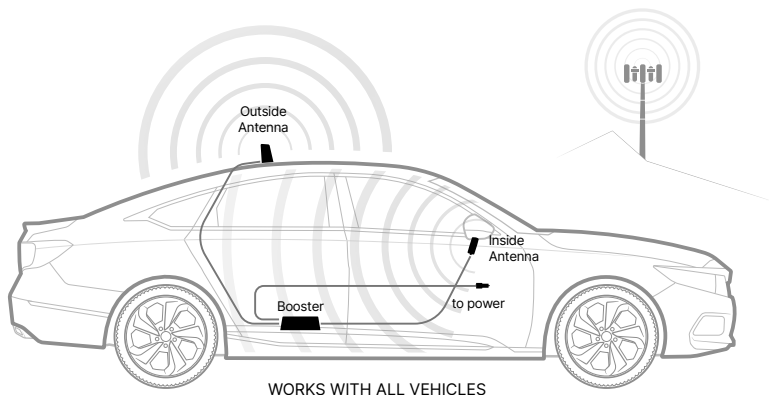 Outside
Antenna
Inside
Antenna
to power
Booster
WORKS WITH ALL VEHICLES